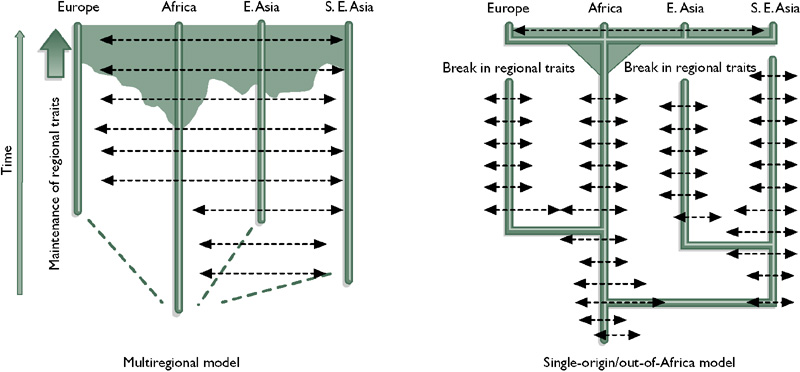 Europe Africa E. Asia S. E. Asia
Time
Maintenance of regional traits
Multiregional model
Europe Africa E. Asia S. E. Asia
Break in regional traits Break in regional traits
Single-origin/out-of-Africa model